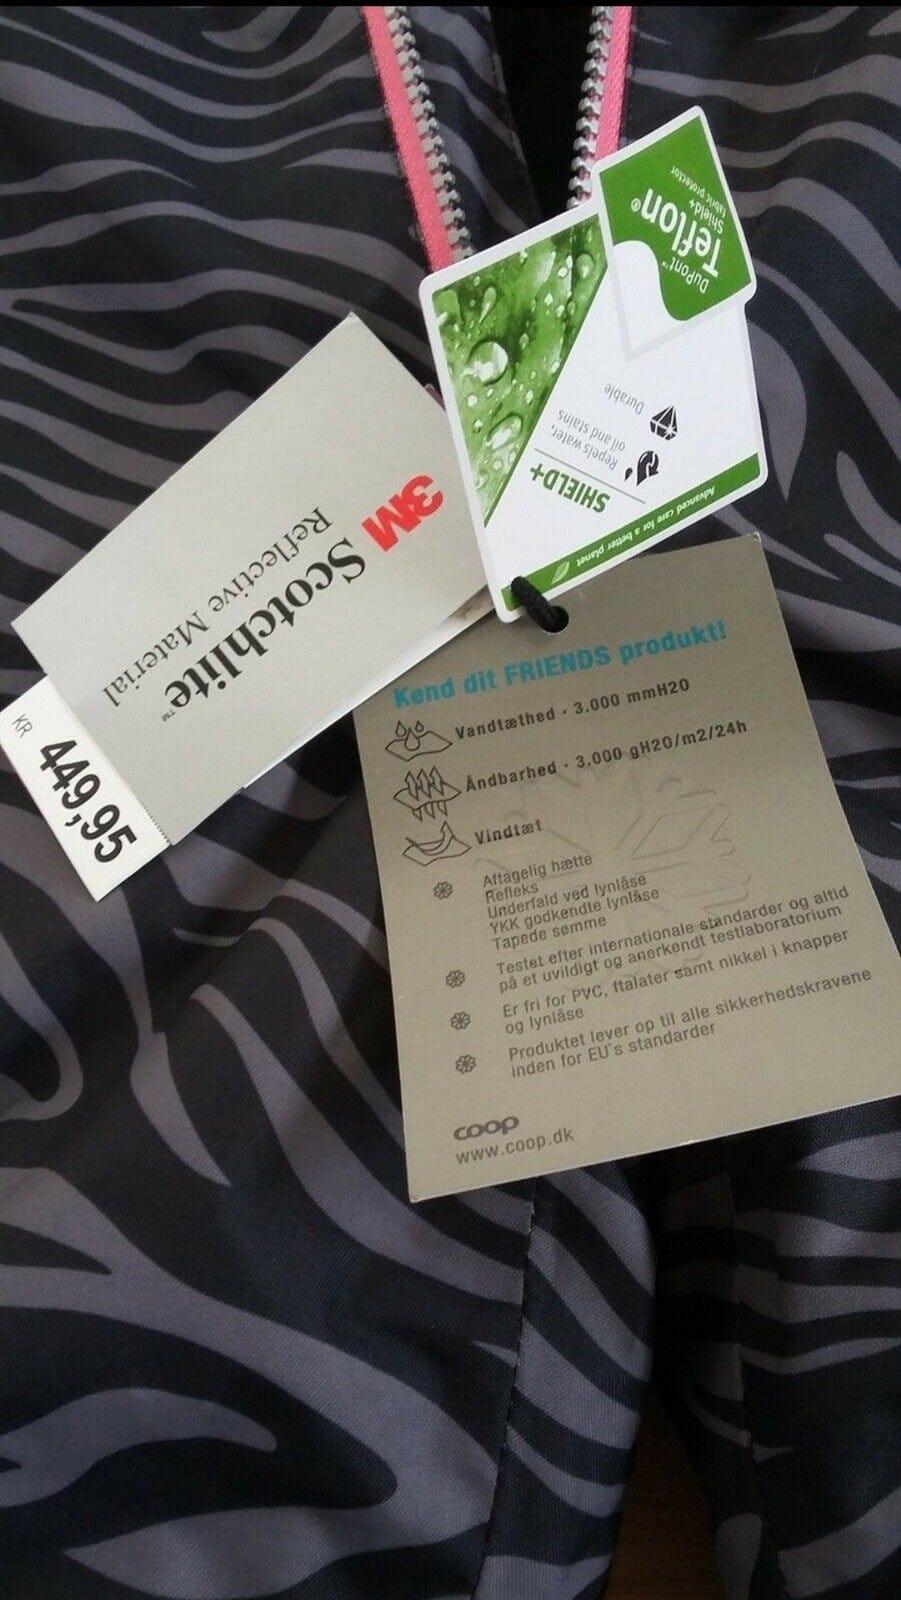 DuPont™
Teflon®
Shield+
fabric protector
Durable
Repels water,
oil and stains
SHIELD+
Advanced care for a better planet
3M
Scotchlite™
Reflective Material
KR
449,95
Kend dit FRIENDS produkt!
Vandtæthed · 3.000 mmH20
Åndbarhed · 3.000 gH20/m2/24h
Vindtæt
Aftagelig hætte
Refleks
Underfald ved lynlåse
YKK godkendte lynlåse
Tapede sømme
Testet efter internationale standarder og altid
på et uvildigt og anerkendt testlaboratorium
Er fri for PVC, ftalater samt nikkel i knapper
og lynlåse
Produktet lever op til alle sikkerhedskravene
inden for EU's standarder
coop
www.coop.dk